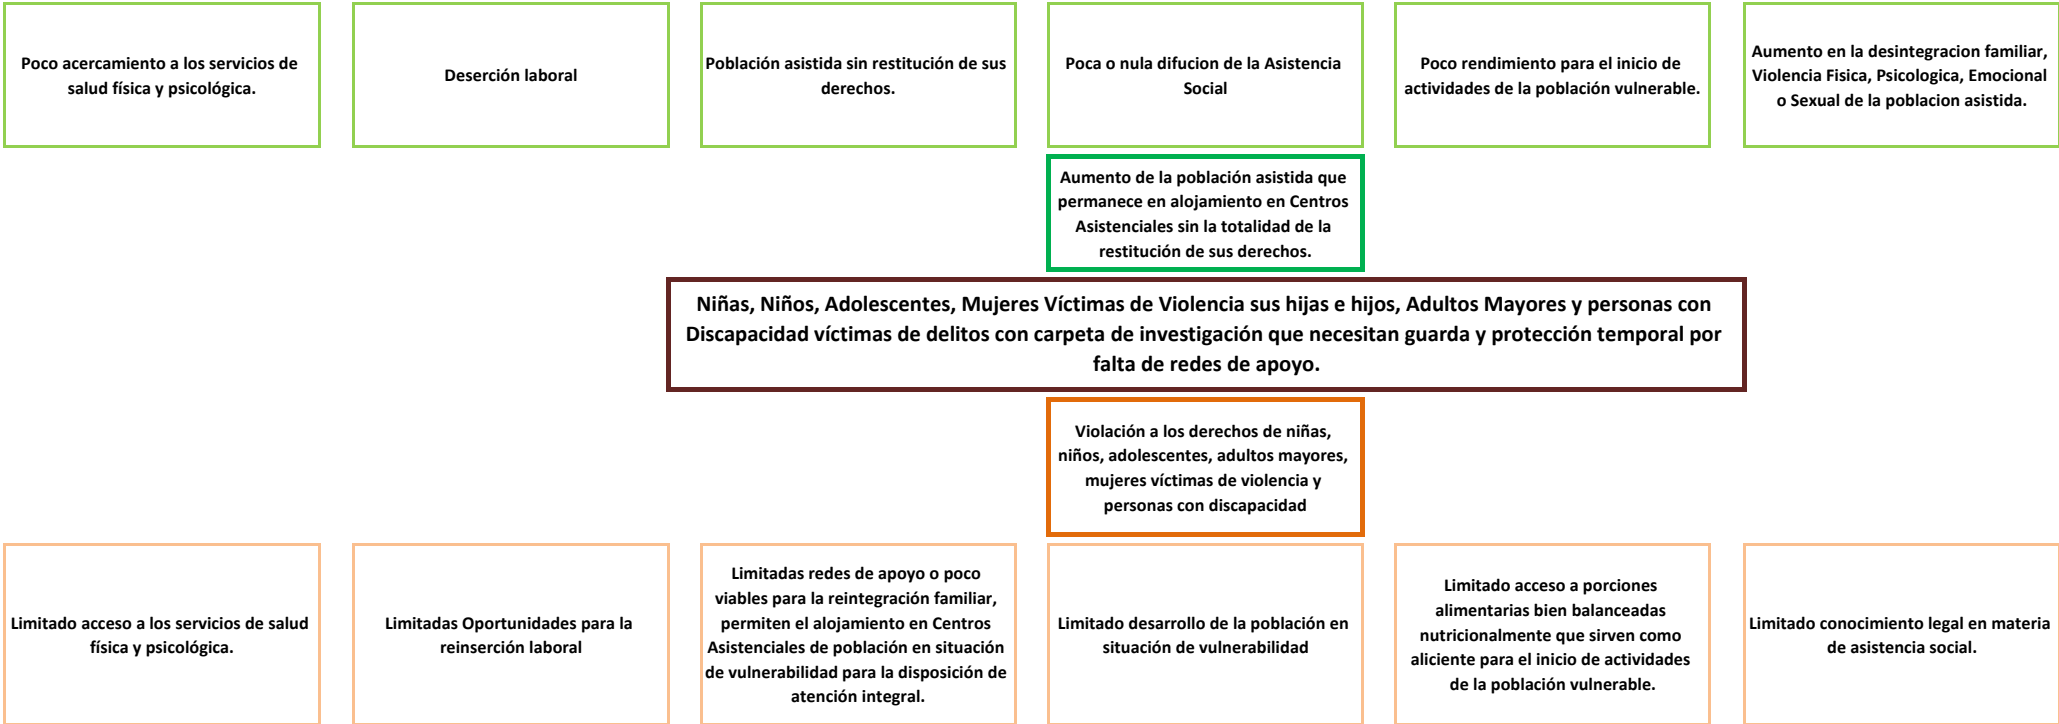 Poco acercamiento a los servicios de
salud física y psicológica.
Deserción laboral
Población asistida sin restitución de sus
derechos.
Poca o nula difucion de la Asistencia
Social
Poco rendimiento para el inicio de
actividades de la población vulnerable.
Aumento en la desintegracion familiar,
Violencia Fisica, Psicologica, Emocional
o Sexual de la poblacion asistida.
Aumento de la población asistida que
permanece en alojamiento en Centros
Asistenciales sin la totalidad de la
restitución de sus derechos.
Niñas, Niños, Adolescentes, Mujeres Víctimas de Violencia sus hijas e hijos, Adultos Mayores y personas con
Discapacidad víctimas de delitos con carpeta de investigación que necesitan guarda y protección temporal por
falta de redes de apoyo.
Violación a los derechos de niñas,
niños, adolescentes, adultos mayores,
mujeres víctimas de violencia y
personas con discapacidad
Limitado acceso a los servicios de salud
física y psicológica.
Limitadas Oportunidades para la
reinserción laboral
Limitadas redes de apoyo o poco
viables para la reintegración familiar,
permiten el alojamiento en Centros
Asistenciales de población en situación
de vulnerabilidad para la disposición de
atención integral.
Limitado desarrollo de la población en
situación de vulnerabilidad
Limitado acceso a porciones
alimentarias bien balanceadas
nutricionalmente que sirven como
aliciente para el inicio de actividades
de la población vulnerable.
Limitado conocimiento legal en materia
de asistencia social.